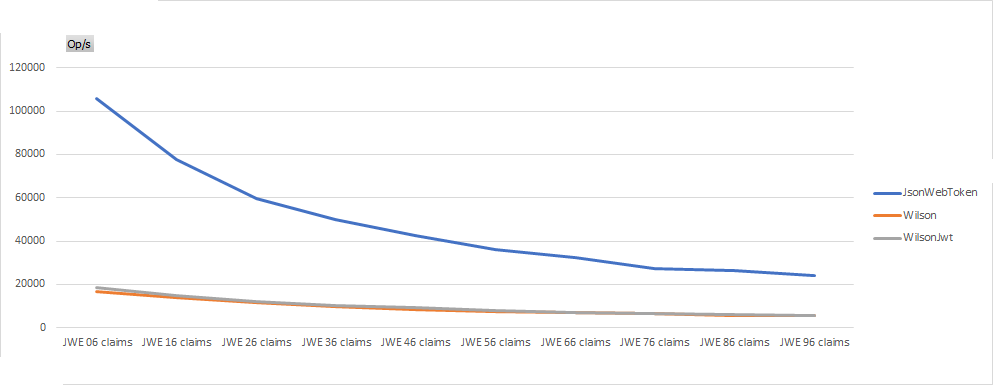 Op/s
120000
100000
80000
60000
40000
20000
0
JWE 06 claims JWE 16 claims JWE 26 claims JWE 36 claims JWE 46 claims JWE 56 claims JWE 66 claims JWE 76 claims JWE 86 claims JWE 96 claims
JsonWebToken
Wilson
WilsonJwt